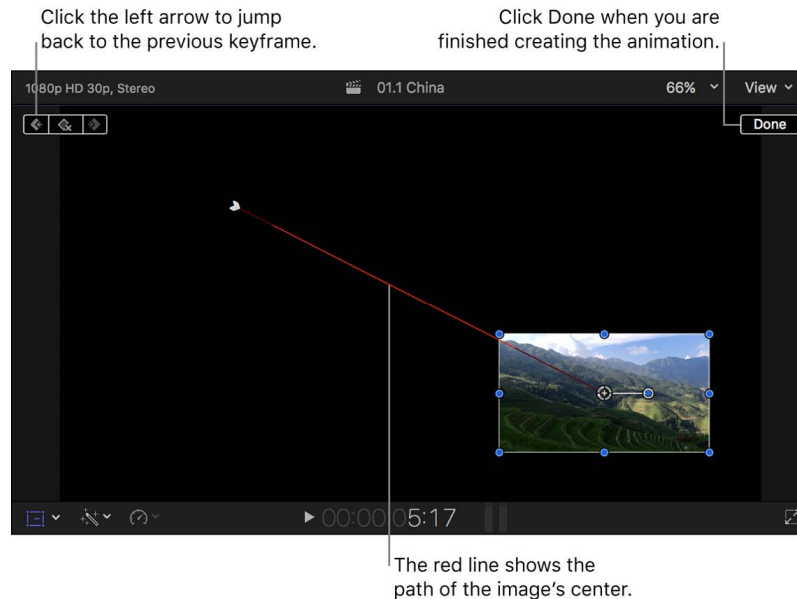 Click the left arrow to jump
back to the previous keyframe.
Click Done when you are
finished creating the animation.
1080p HD 30p, Stereo
01.1 China
66%
View
Done
00:00:05:17
The red line shows the
path of the image’s center.